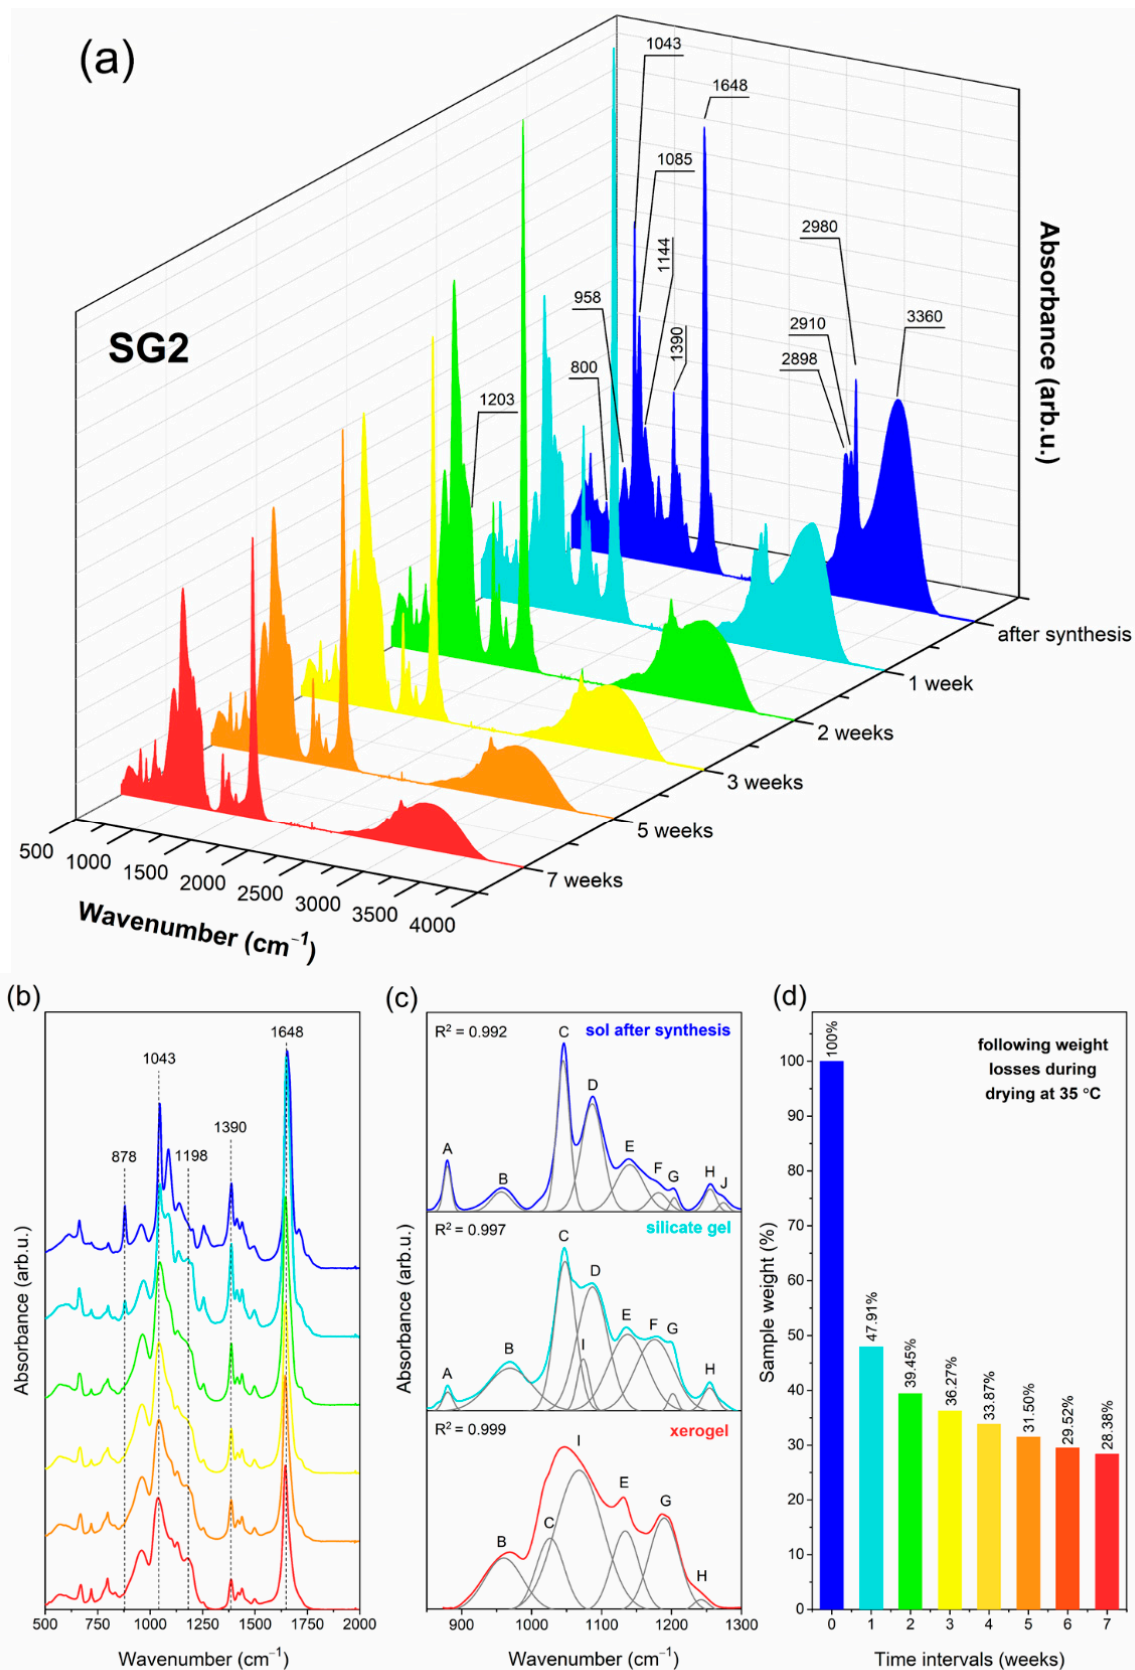 (a)
1043
1648
1085
1144
2980
958
2910
3360
SG2
800
1390
2898
1203
Absorbance (arb.u.)
after synthesis
1 week
2 weeks
3 weeks
5 weeks
7 weeks
500
1000
1500
2000
2500
3000
3500
4000
Wavenumber (cm⁻¹)
(b)
1648
1043
1390
878
1198
Absorbance (arb.u.)
500 750 1000 1250 1500 1750 2000
Wavenumber (cm⁻¹)
(c)
R² = 0.992
C
sol after synthesis
D
A
E
B
F
G
H
J
R² = 0.997
C
silicate gel
D
E
F
G
B
I
A
H
R² = 0.999
I
xerogel
E
G
C
B
H
Absorbance (arb.u.)
900 1000 1100 1200 1300
Wavenumber (cm⁻¹)
(d)
100%
following weight
losses during
drying at 35 °C
47.91%
39.45%
36.27%
33.87%
31.50%
29.52%
28.38%
100
90
80
70
60
50
40
30
20
10
0
Sample weight (%)
0 1 2 3 4 5 6 7
Time intervals (weeks)